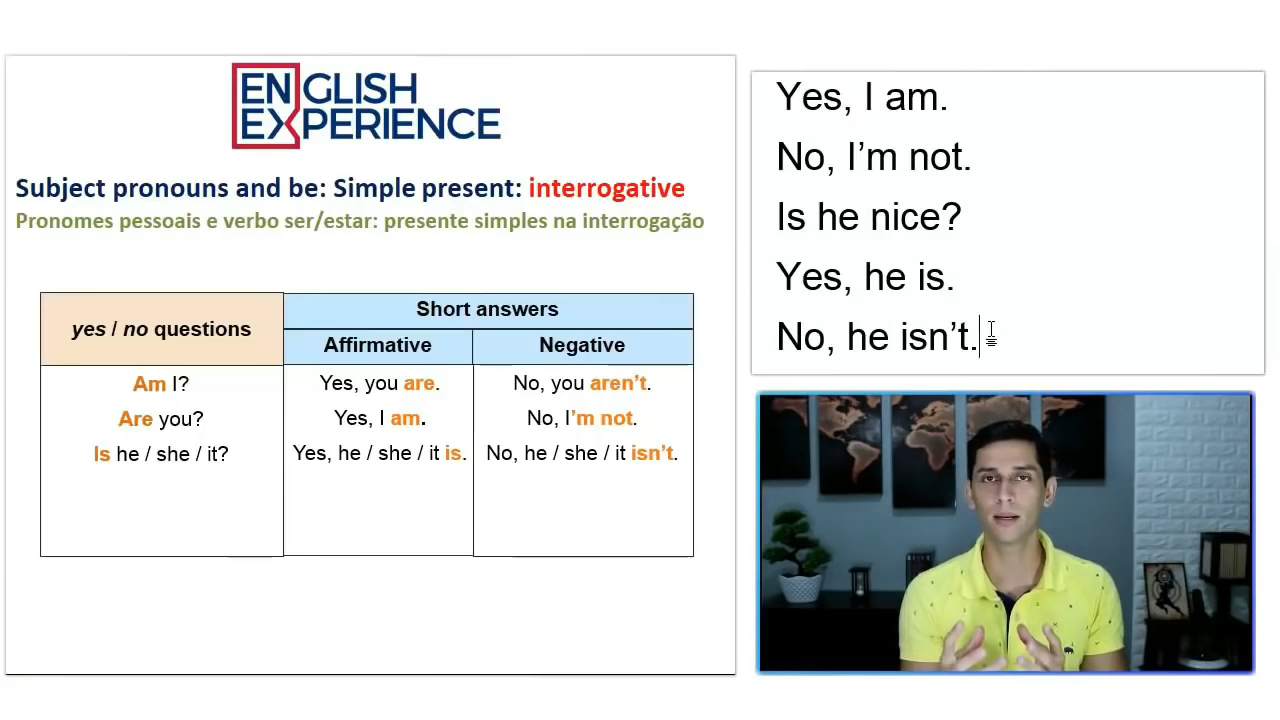 ENGLISH
EXPERIENCE
Subject pronouns and be: Simple present: interrogative
Pronomes pessoais e verbo ser/estar: presente simples na interrogação
yes / no questions
Short answers
Affirmative
Negative
Am I?
Yes, you are.
No, you aren't.
Are you?
Yes, I am.
No, I'm not.
Is he / she / it?
Yes, he / she / it is.
No, he / she / it isn't.
Yes, I am.
No, I’m not.
Is he nice?
Yes, he is.
No, he isn’t.